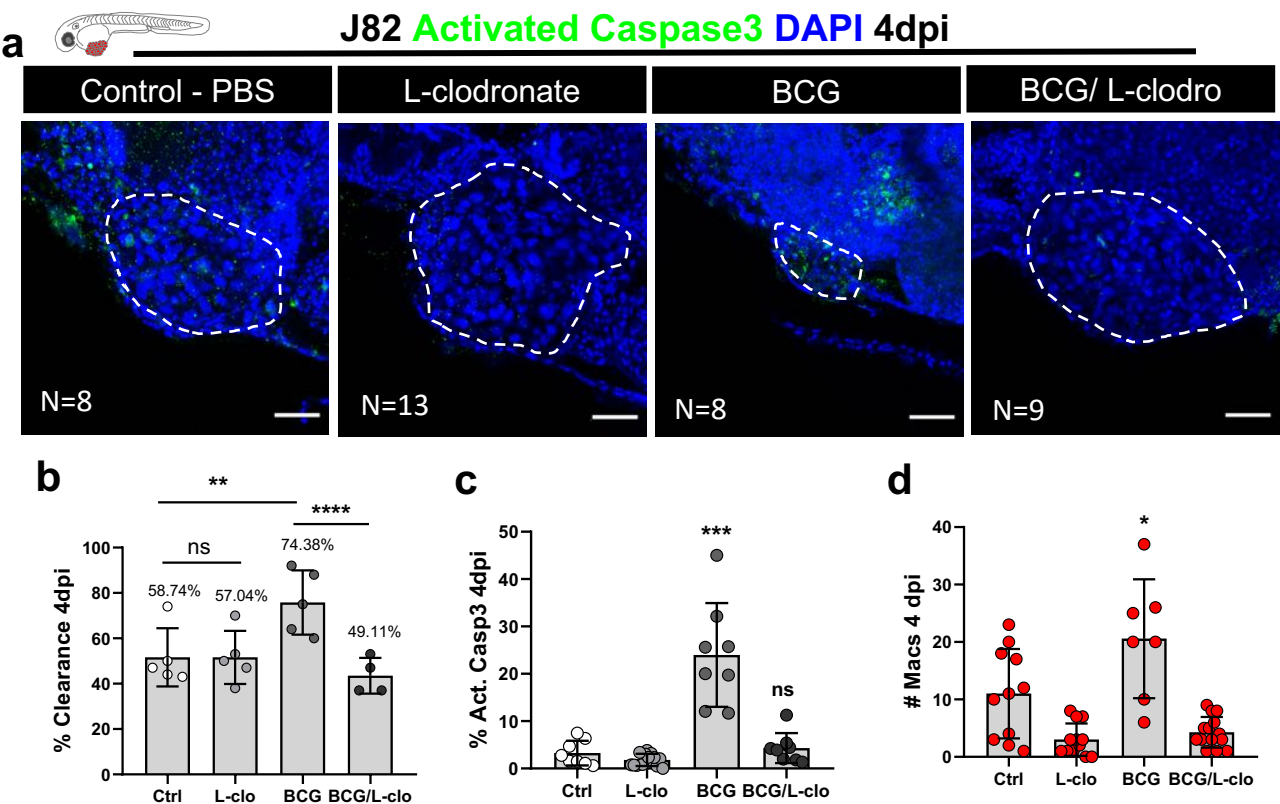 a
J82 Activated Caspase3 DAPI 4dpi
Control - PBS
L-clodronate
BCG
BCG/ L-clodro
N=8
N=13
N=8
N=9
b
% Clearance 4dpi
100
80
60
40
20
0
**
****
ns
58.74%
57.04%
74.38%
49.11%
Ctrl
L-clo
BCG
BCG/L-clo
c
% Act. Casp3 4dpi
50
40
30
20
10
0
***
ns
Ctrl
L-clo
BCG
BCG/L-clo
d
# Macs 4 dpi
40
30
20
10
0
*
Ctrl
L-clo
BCG
BCG/L-clo